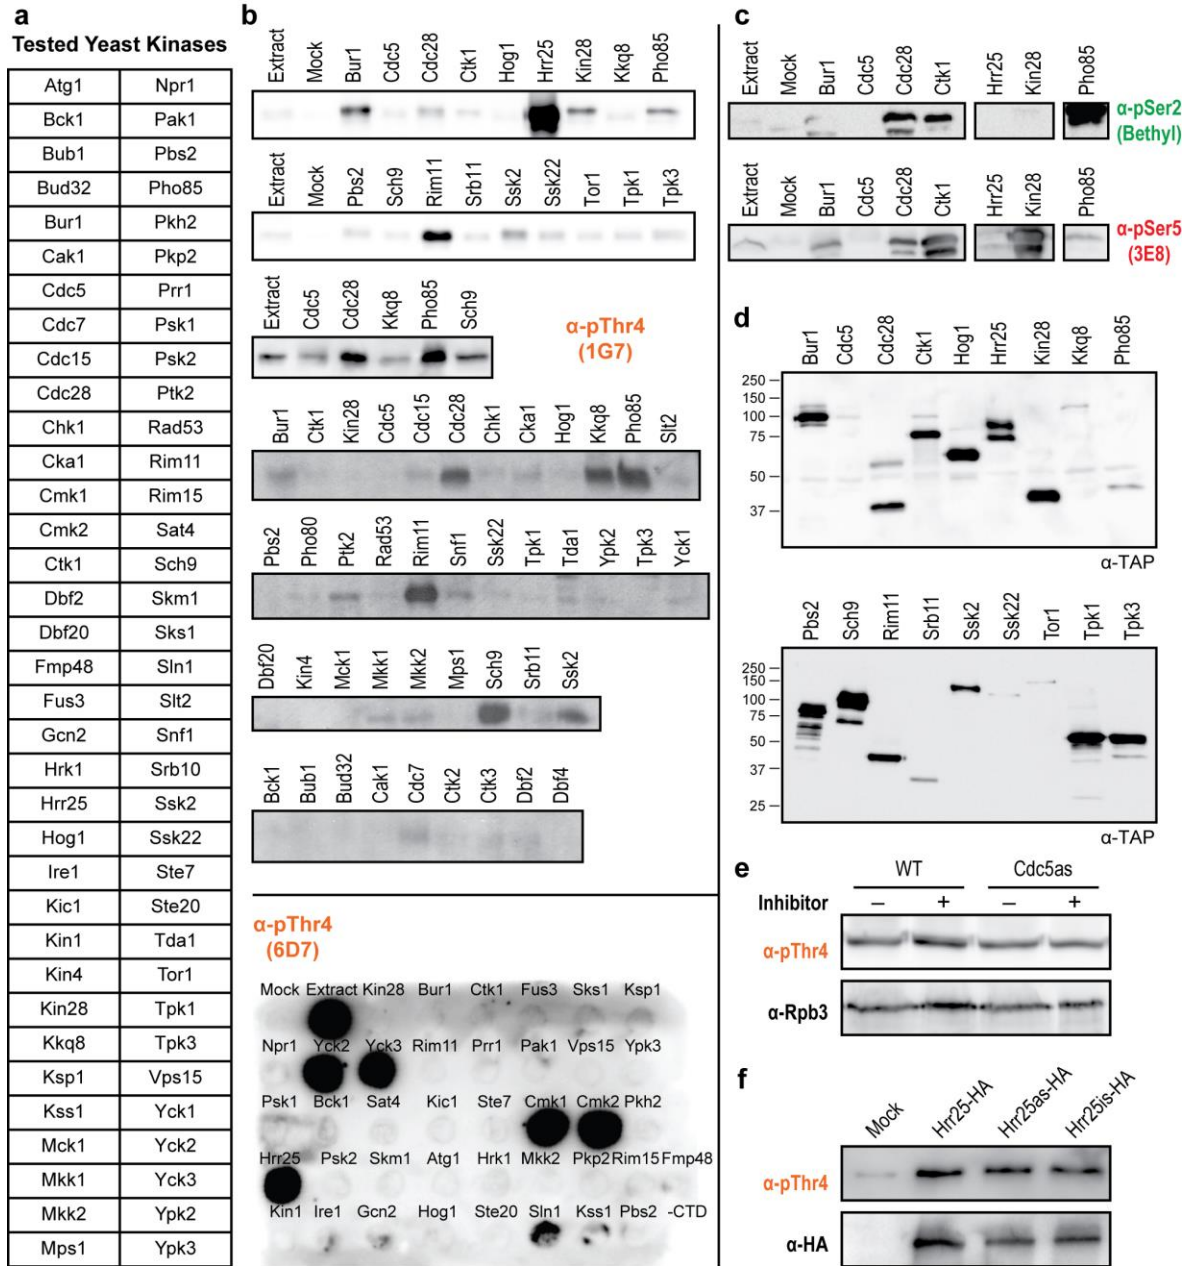 a
Tested Yeast Kinases
Atg1 Npr1
Bck1 Pak1
Bub1 Pbs2
Bud32 Pho85
Bur1 Pkh2
Cak1 Pkp2
Cdc5 Prr1
Cdc7 Psk1
Cdc15 Psk2
Cdc28 Ptk2
Chk1 Rad53
Cka1 Rim11
Cmk1 Rim15
Cmk2 Sat4
Ctk1 Sch9
Dbf2 Skm1
Dbf20 Sks1
Fmp48 Sln1
Fus3 Slt2
Gcn2 Snf1
Hrk1 Srb10
Hrr25 Ssk2
Hog1 Ssk22
Ire1 Ste7
Kic1 Ste20
Kin1 Tda1
Kin4 Tor1
Kin28 Tpk1
Kkq8 Tpk3
Ksp1 Vps15
Kss1 Yck1
Mck1 Yck2
Mkk1 Yck3
Mkk2 Ypk2
Mps1 Ypk3
b
Extract Mock Bur1 Cdc5 Cdc28 Ctk1 Hog1 Hrr25 Kin28 Kkq8 Pho85
Extract Mock Pbs2 Sch9 Rim11 Srb11 Ssk2 Ssk22 Tor1 Tpk1 Tpk3
Extract Cdc5 Cdc28 Kkq8 Pho85 Sch9
α-pThr4
(1G7)
Bur1 Ctk1 Kin28 Cdc5 Cdc15 Cdc28 Chk1 Cka1 Hog1 Kkq8 Pho85 Slt2
Pbs2 Pho80 Ptk2 Rad53 Rim11 Snf1 Ssk22 Tpk1 Tda1 Ypk2 Tpk3 Yck1
Dbf20 Kin4 Mck1 Mkk1 Mkk2 Mps1 Sch9 Srb11 Ssk2
Bck1 Bub1 Bud32 Cak1 Cdc7 Ctk2 Ctk3 Dbf2 Dbf4
α-pThr4
(6D7)
Mock Extract Kin28 Bur1 Ctk1 Fus3 Sks1 Ksp1
Npr1 Yck2 Yck3 Rim11 Prr1 Pak1 Vps15 Ypk3
Psk1 Bck1 Sat4 Kic1 Ste7 Cmk1 Cmk2 Pkh2
Hrr25 Psk2 Skm1 Atg1 Hrk1 Mkk2 Pkp2 Rim15 Fmp48
Kin1 Ire1 Gcn2 Hog1 Ste20 Sln1 Kss1 Pbs2 -CTD
c
Extract Mock Bur1 Cdc5 Cdc28 Ctk1 Hrr25 Kin28 Pho85
α-pSer2
(Bethyl)
Extract Mock Bur1 Cdc5 Cdc28 Ctk1 Hrr25 Kin28 Pho85
α-pSer5
(3E8)
d
Bur1 Cdc5 Cdc28 Ctk1 Hog1 Hrr25 Kin28 Kkq8 Pho85
250
150
100
75
50
37
α-TAP
Pbs2 Sch9 Rim11 Srb11 Ssk2 Ssk22 Tor1 Tpk1 Tpk3
250
150
100
75
50
37
25
α-TAP
e
WT Cdc5as
Inhibitor – + – +
α-pThr4
α-Rpb3
f
Mock Hrr25-HA Hrr25as-HA Hrr25is-HA
α-pThr4
α-HA